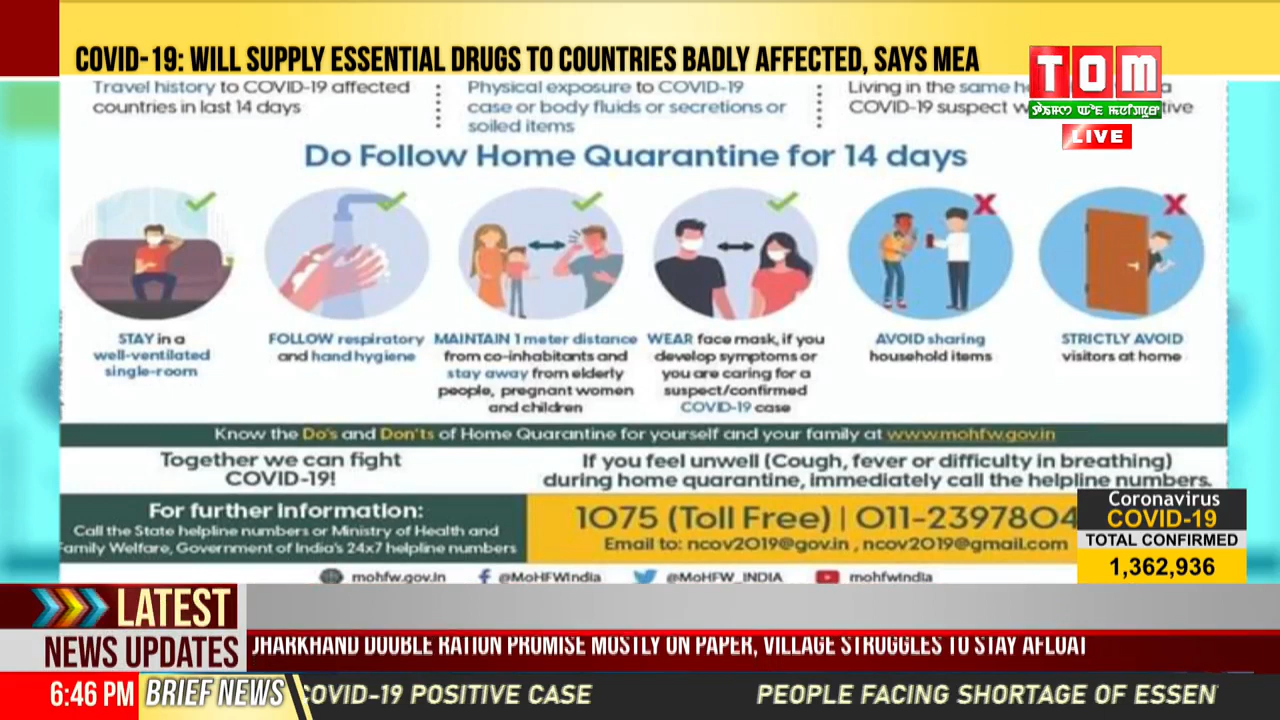 COVID-19: WILL SUPPLY ESSENTIAL DRUGS TO COUNTRIES BADLY AFFECTED, SAYS MEA
TOM
LIVE
Travel history to COVID-19 affected
countries in last 14 days
Physical exposure to COVID-19
case or body fluids or secretions or
soiled items
Living in the same
COVID-19 suspect
Do Follow Home Quarantine for 14 days
STAY in a
well-ventilated
single-room
FOLLOW respiratory
and hand hygiene
MAINTAIN 1 meter distance
from co-inhabitants and
stay away from elderly
people, pregnant women
and children
WEAR face mask, if you
develop symptoms or
you are caring for a
suspect/confirmed
COVID-19 case
AVOID sharing
household items
STRICTLY AVOID
visitors at home
Know the Do's and Don'ts of Home Quarantine for yourself and your family at www.mohfw.gov.in
Together we can fight
COVID-19!
If you feel unwell (Cough, fever or difficulty in breathing)
during home quarantine, immediately call the helpline numbers.
For further information:
Call the State helpline numbers or Ministry of Health and
Family Welfare, Government of India's 24x7 helpline numbers
1075 (Toll Free) | 011-2397804
Email to: ncov2019@gov.in , ncov2019@gmail.com
mohfw.gov.in
@MoHFWIndia
@MoHFW_INDIA
mohfwindia
Coronavirus
COVID-19
TOTAL CONFIRMED
1,362,936
LATEST
NEWS UPDATES
JHARKHAND DOUBLE RATION PROMISE MOSTLY ON PAPER, VILLAGE STRUGGLES TO STAY AFLOAT
6:46 PM
BRIEF NEWS
COVID-19 POSITIVE CASE
PEOPLE FACING SHORTAGE OF ESSEN